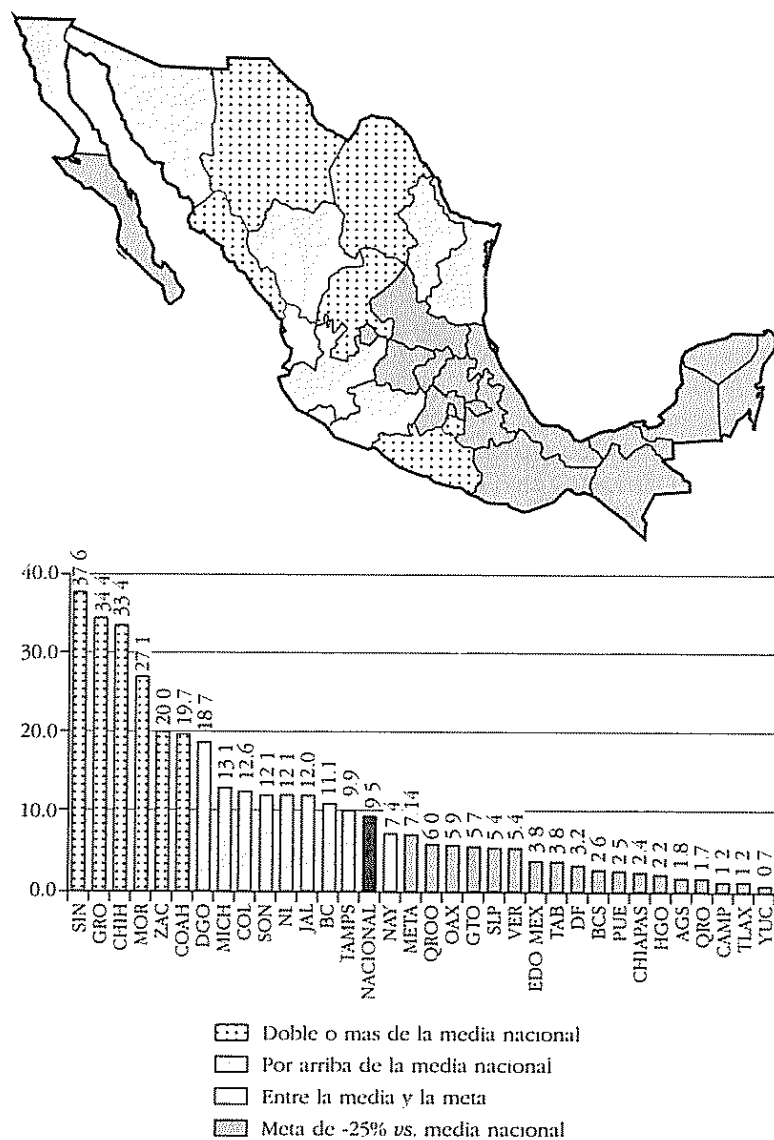 40.0
30.0
20.0
10.0
0.0
37.6
34.4
33.4
27.1
20.0
19.7
18.7
13.1
12.6
12.1
12.1
12.0
11.1
9.9
9.5
7.4
7.14
6.0
5.9
5.7
5.4
5.4
3.8
3.8
3.2
2.6
2.5
2.4
2.2
1.8
1.7
1.2
1.2
0.7
SIN
GRO
CHIH
MOR
ZAC
COAH
DGO
MICH
COL
SON
NL
JAL
BC
TAMPS
NACIONAL
NAY
META
QROO
OAX
GTO
SLP
VER
EDO MEX
TAB
DF
BCS
PUE
CHIAPAS
HGO
AGS
QRO
CAMP
TLAX
YUC
Doble o mas de la media nacional
Por arriba de la media nacional
Entre la media y la meta
Meta de -25% vs. media nacional